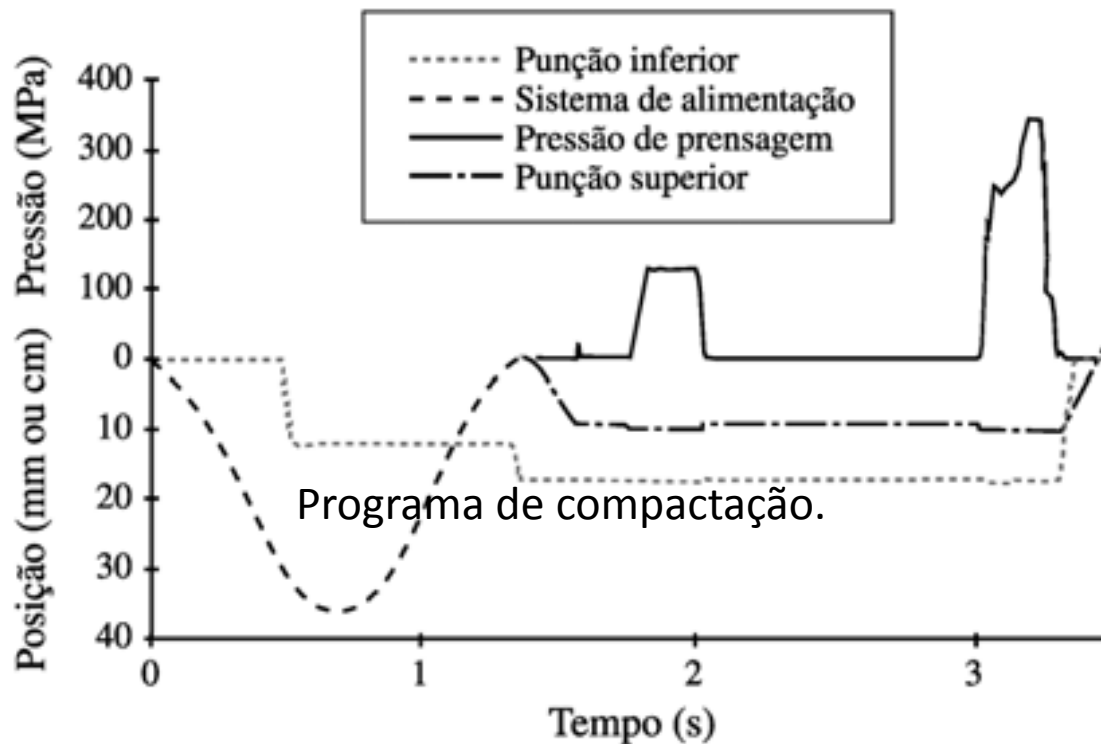 Punção inferior
Sistema de alimentação
Pressão de prensagem
Punção superior
Pressão (MPa)
400
300
200
100
0
Posição (mm ou cm)
10
20
30
40
Programa de compactação.
0
1
2
3
Tempo (s)